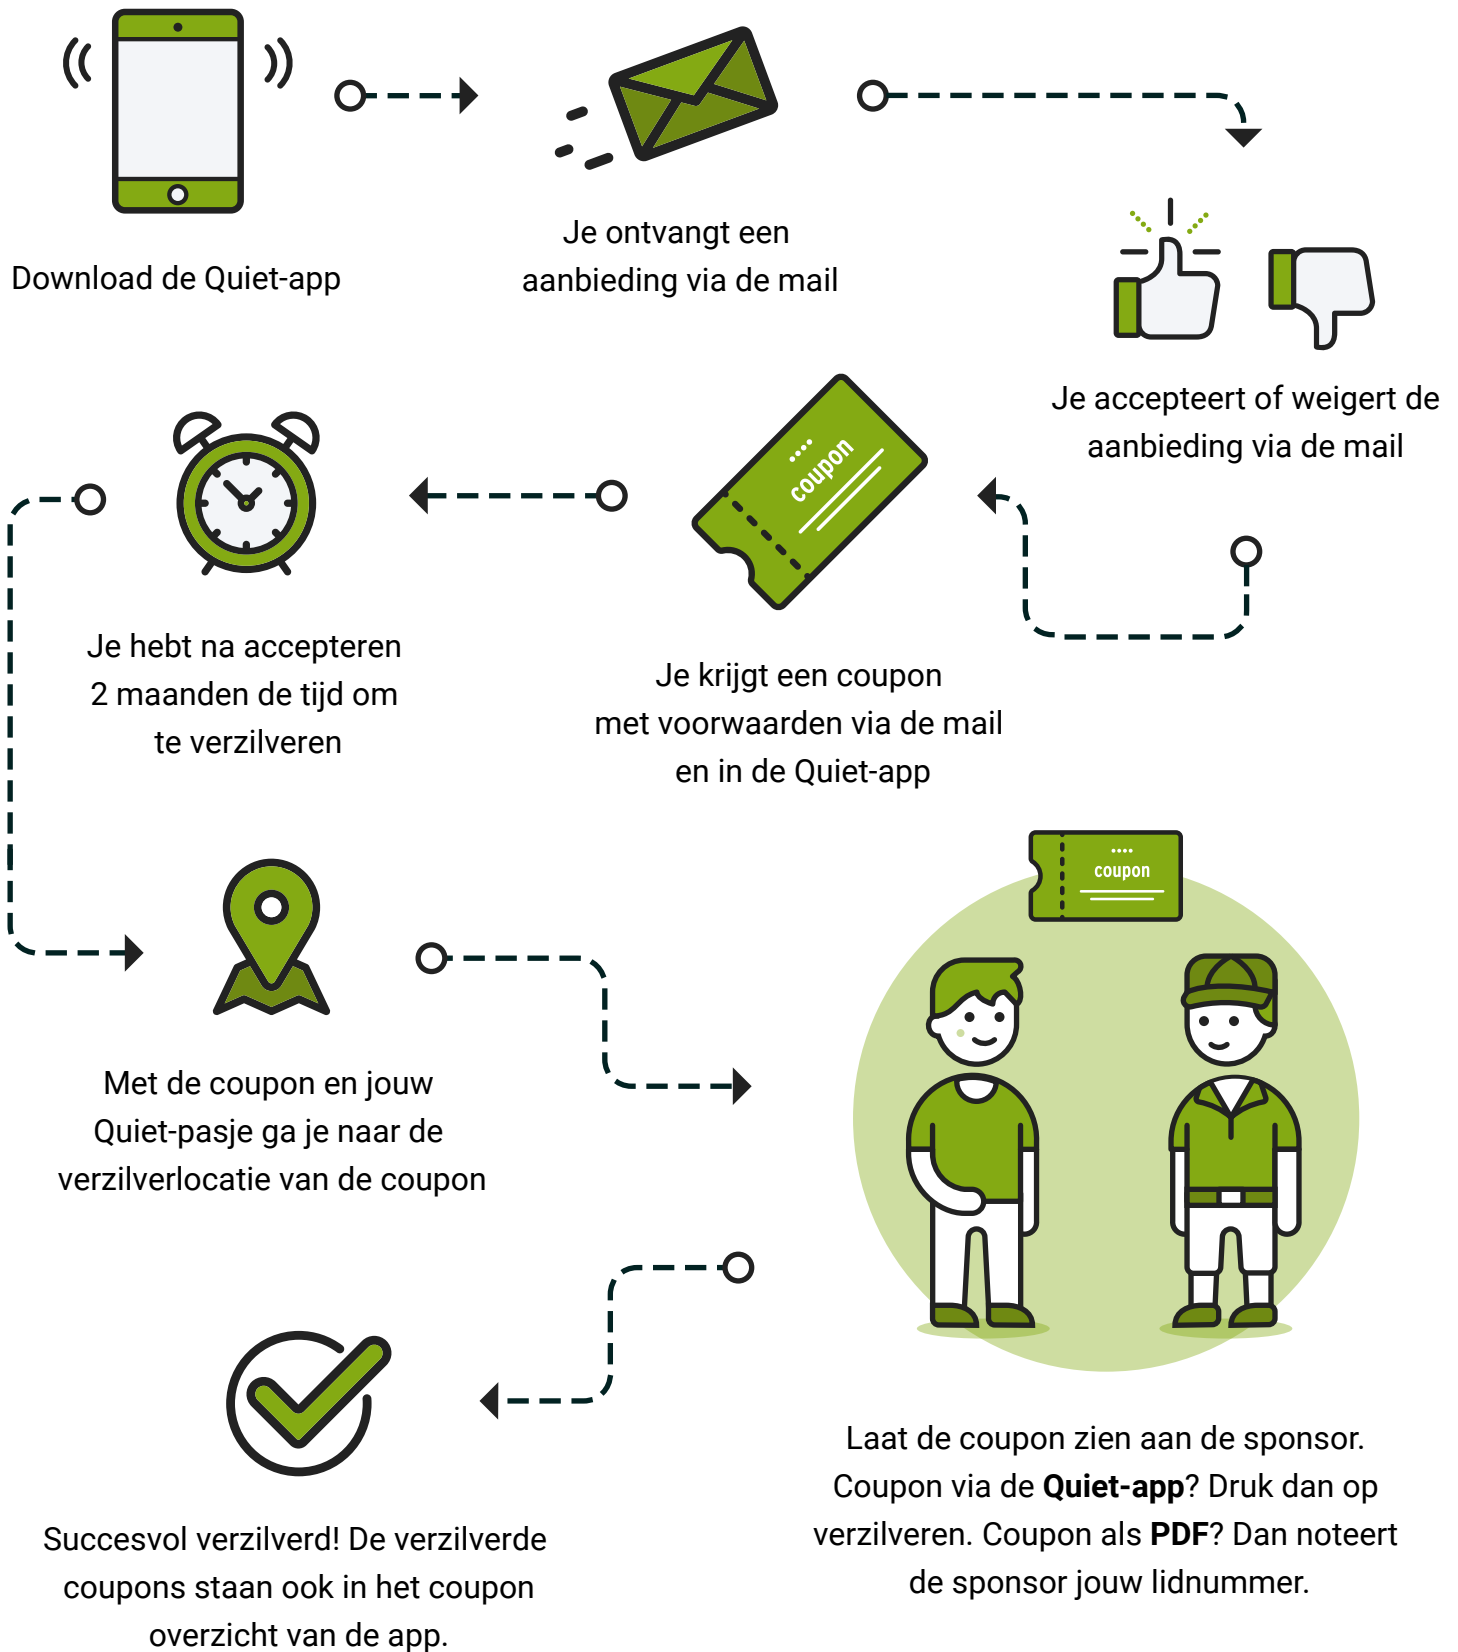 Download de Quiet-app
Je ontvangt een
aanbieding via de mail
Je accepteert of weigert de
aanbieding via de mail
coupon
Je krijgt een coupon
met voorwaarden via de mail
en in de Quiet-app
Je hebt na accepteren
2 maanden de tijd om
te verzilveren
Met de coupon en jouw
Quiet-pasje ga je naar de
verzilverlocatie van de coupon
coupon
Laat de coupon zien aan de sponsor.
Coupon via de Quiet-app? Druk dan op
verzilveren. Coupon als PDF? Dan noteert
de sponsor jouw lidnummer.
Succesvol verzilverd! De verzilverde
coupons staan ook in het coupon
overzicht van de app.